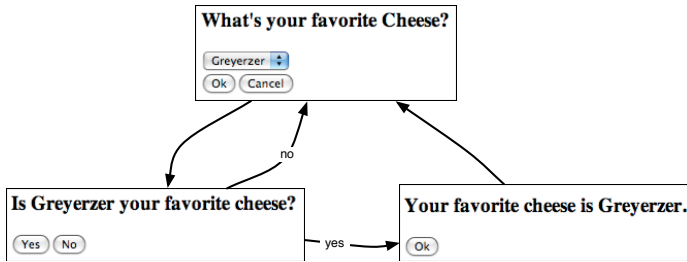 What's your favorite Cheese?
Greyerzer
Ok Cancel
no
Is Greyerzer your favorite cheese?
Yes No
yes
Your favorite cheese is Greyerzer.
Ok